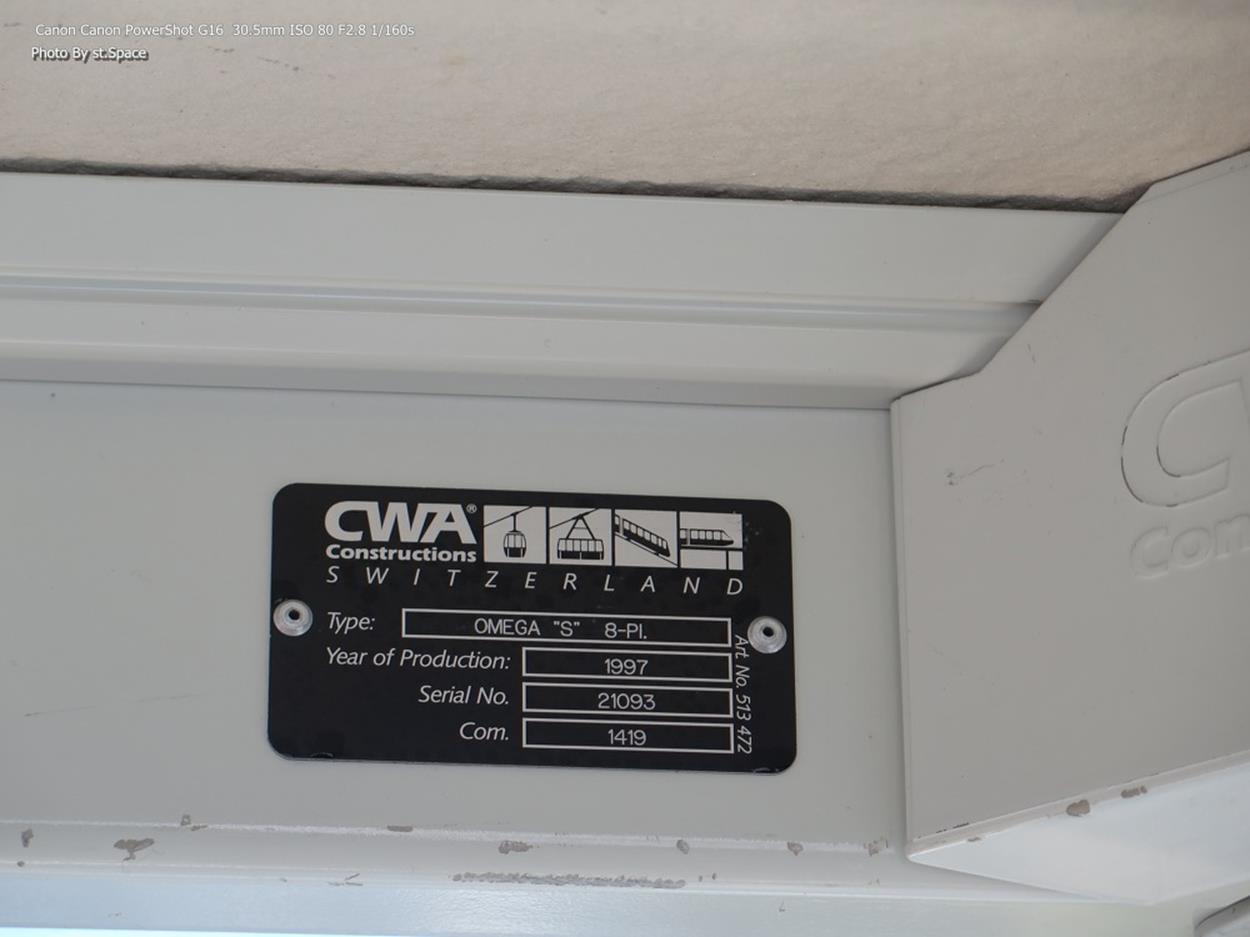 Canon Canon PowerShot G16 30.5mm ISO 80 F2.8 1/160s
Photo By st.Space
CWA®
Constructions
SWITZERLAND
Type: OMEGA "S" 8-PI.
Year of Production: 1997
Serial No. 21093
Com. 1419
Art. No. 513 472